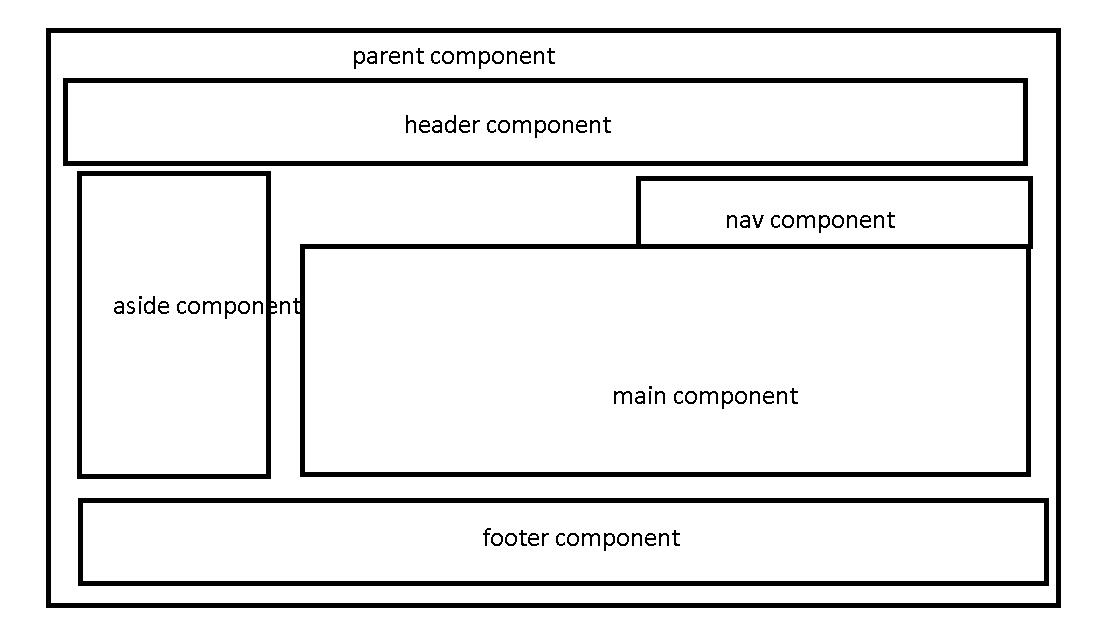 parent component
header component
nav component
aside component
main component
footer component